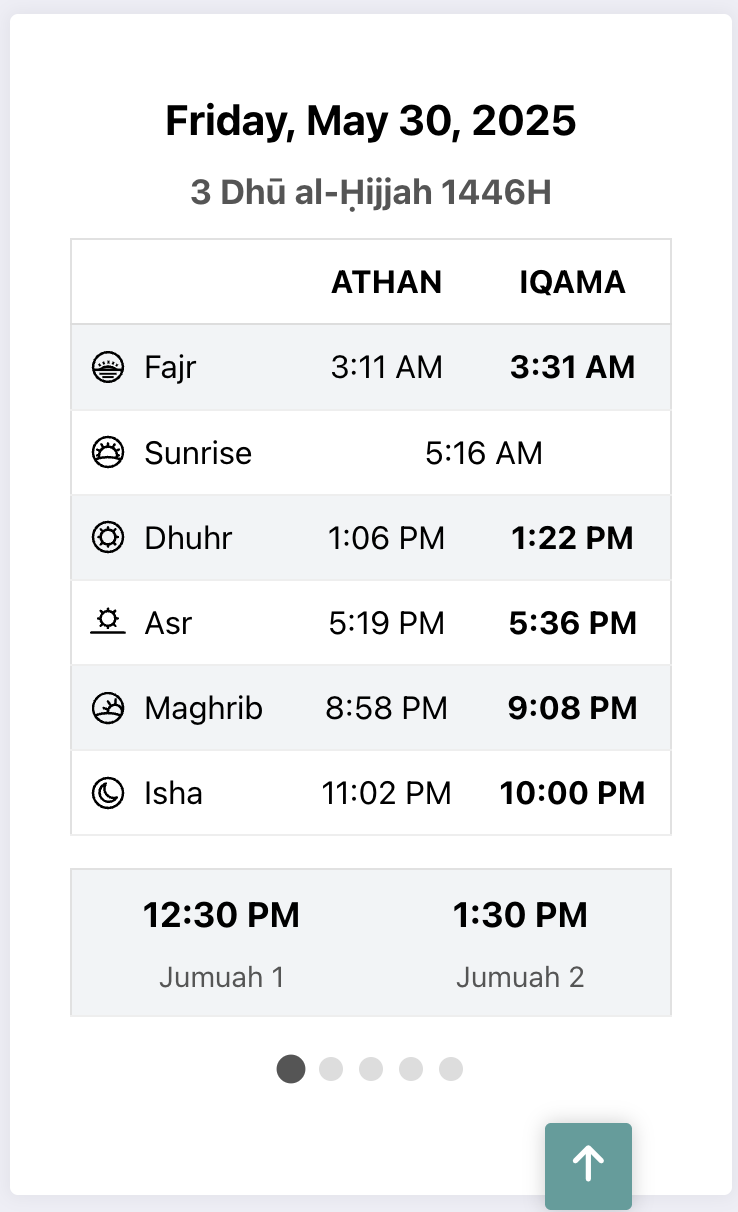 Friday, May 30, 2025
3 Dhū al-Ḥijjah 1446H
ATHAN IQAMA
Fajr 3:11 AM 3:31 AM
Sunrise 5:16 AM
Dhuhr 1:06 PM 1:22 PM
Asr 5:19 PM 5:36 PM
Maghrib 8:58 PM 9:08 PM
Isha 11:02 PM 10:00 PM
12:30 PM 1:30 PM
Jumuah 1 Jumuah 2